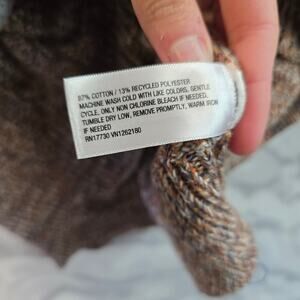 87% COTTON / 13% RECYCLED POLYESTER
MACHINE WASH COLD WITH LIKE COLORS, GENTLE
CYCLE, ONLY NON CHLORINE BLEACH IF NEEDED,
TUMBLE DRY LOW, REMOVE PROMPTLY, WARM IRON
IF NEEDED
RN17730 VN1262180